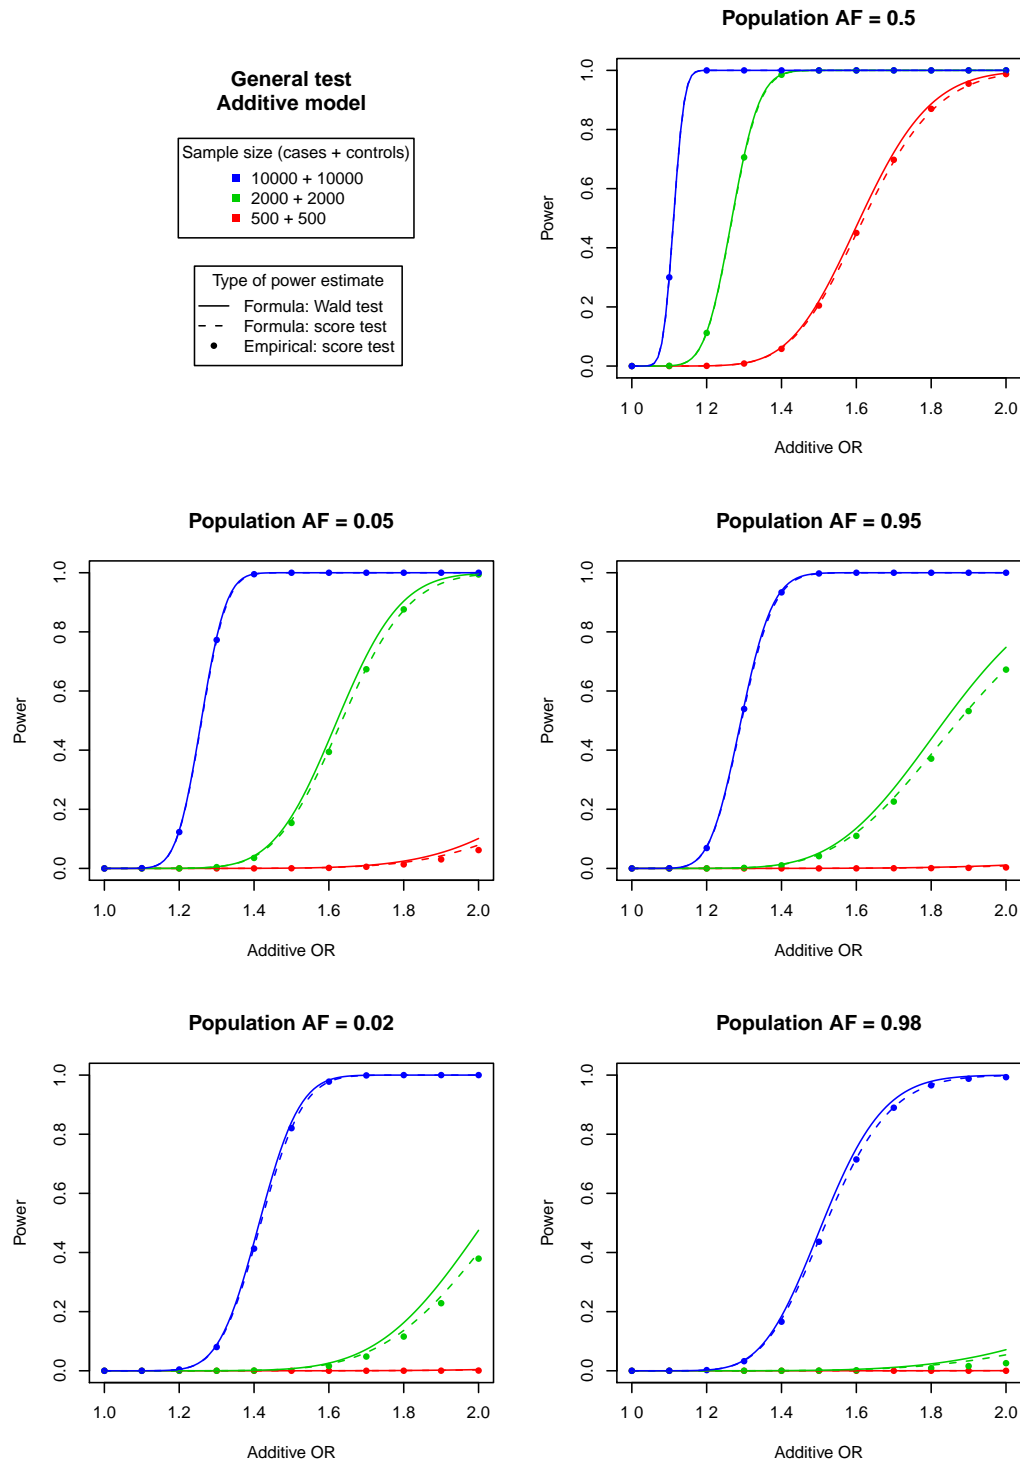 General test
Additive model
Sample size (cases + controls)
10000 + 10000
2000 + 2000
500 + 500
Type of power estimate
Formula: Wald test
Formula: score test
Empirical: score test
Population AF = 0.5
Power
0.0 0.2 0.4 0.6 0.8 1.0
1 0 1 2 1.4 1.6 1.8 2.0
Additive OR
Population AF = 0.05
Power
0.0 0.2 0.4 0.6 0.8 1.0
1.0 1.2 1.4 1.6 1.8 2.0
Additive OR
Population AF = 0.95
Power
0.0 0.2 0.4 0.6 0.8 1.0
1 0 1 2 1.4 1.6 1.8 2.0
Additive OR
Population AF = 0.02
Power
0.0 0.2 0.4 0.6 0.8 1.0
1.0 1.2 1.4 1.6 1.8 2.0
Additive OR
Population AF = 0.98
Power
0.0 0.2 0.4 0.6 0.8 1.0
1 0 1 2 1.4 1.6 1.8 2.0
Additive OR